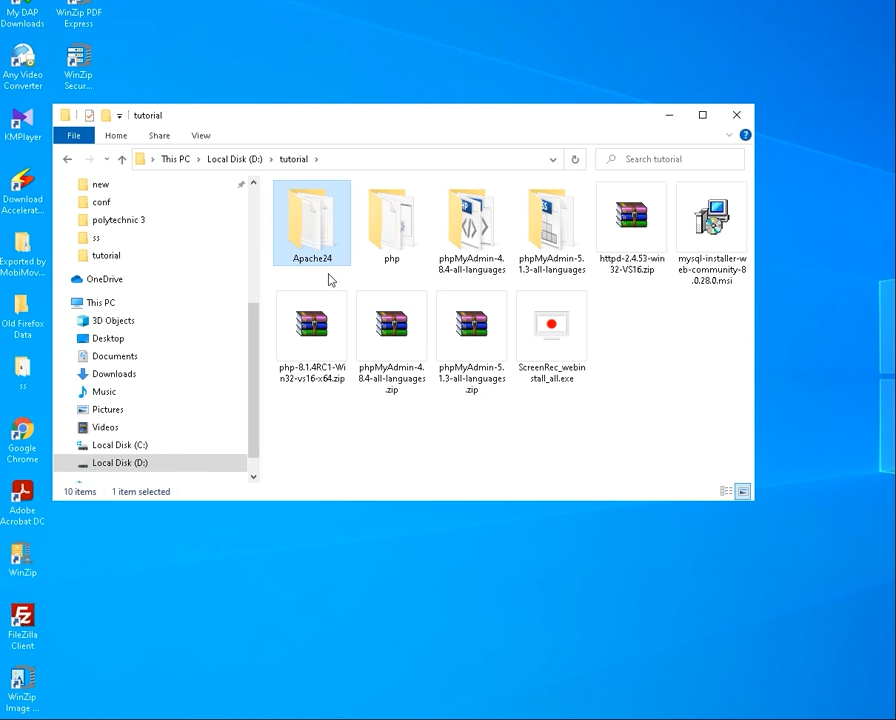 My DAP
Downloads
WinZip PDF
Express
Any Video
Converter
WinZip
Secur...
KMPlayer
Download
Accelerat...
Exported by
MobiMov...
Old Firefox
Data
ss
Google
Chrome
Adobe
Acrobat DC
WinZip
FileZilla
Client
WinZip
Image ...
tutorial
File
Home
Share
View
This PC
Local Disk (D:)
tutorial
Search tutorial
new
conf
polytechnic 3
ss
tutorial
OneDrive
This PC
3D Objects
Desktop
Documents
Downloads
Music
Pictures
Videos
Local Disk (C:)
Local Disk (D:)
Apache24
php
phpMyAdmin-4.
8.4-all-languages
phpMyAdmin-5.
1.3-all-languages
httpd-2.4.53-win
32-VS16.zip
mysql-installer-w
eb-community-8
.0.28.0.msi
php-8.1.4RC1-Wi
n32-vs16-x64.zip
phpMyAdmin-4.
8.4-all-languages
.zip
phpMyAdmin-5.
1.3-all-languages
.zip
ScreenRec_webin
stall_all.exe
10 items
1 item selected